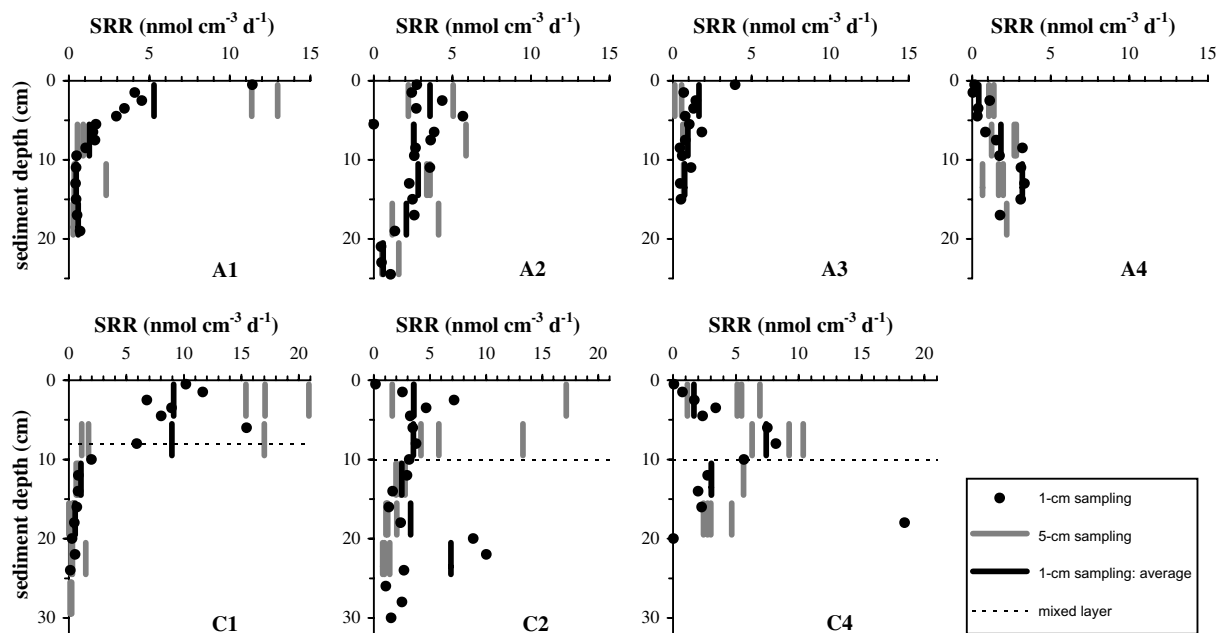 SRR (nmol cm⁻³ d⁻¹) SRR (nmol cm⁻³ d⁻¹) SRR (nmol cm⁻³ d⁻¹) SRR (nmol cm⁻³ d⁻¹)
0 5 10 15 0 5 10 15 0 5 10 15 0 5 10 15
sediment depth (cm)
0
10
20
A1 A2 A3 A4
SRR (nmol cm⁻³ d⁻¹) SRR (nmol cm⁻³ d⁻¹) SRR (nmol cm⁻³ d⁻¹)
0 5 10 15 20 0 5 10 15 20 0 5 10 15 20
sediment depth (cm)
0
10
20
30
C1 C2 C4
1-cm sampling
5-cm sampling
1-cm sampling: average
mixed layer